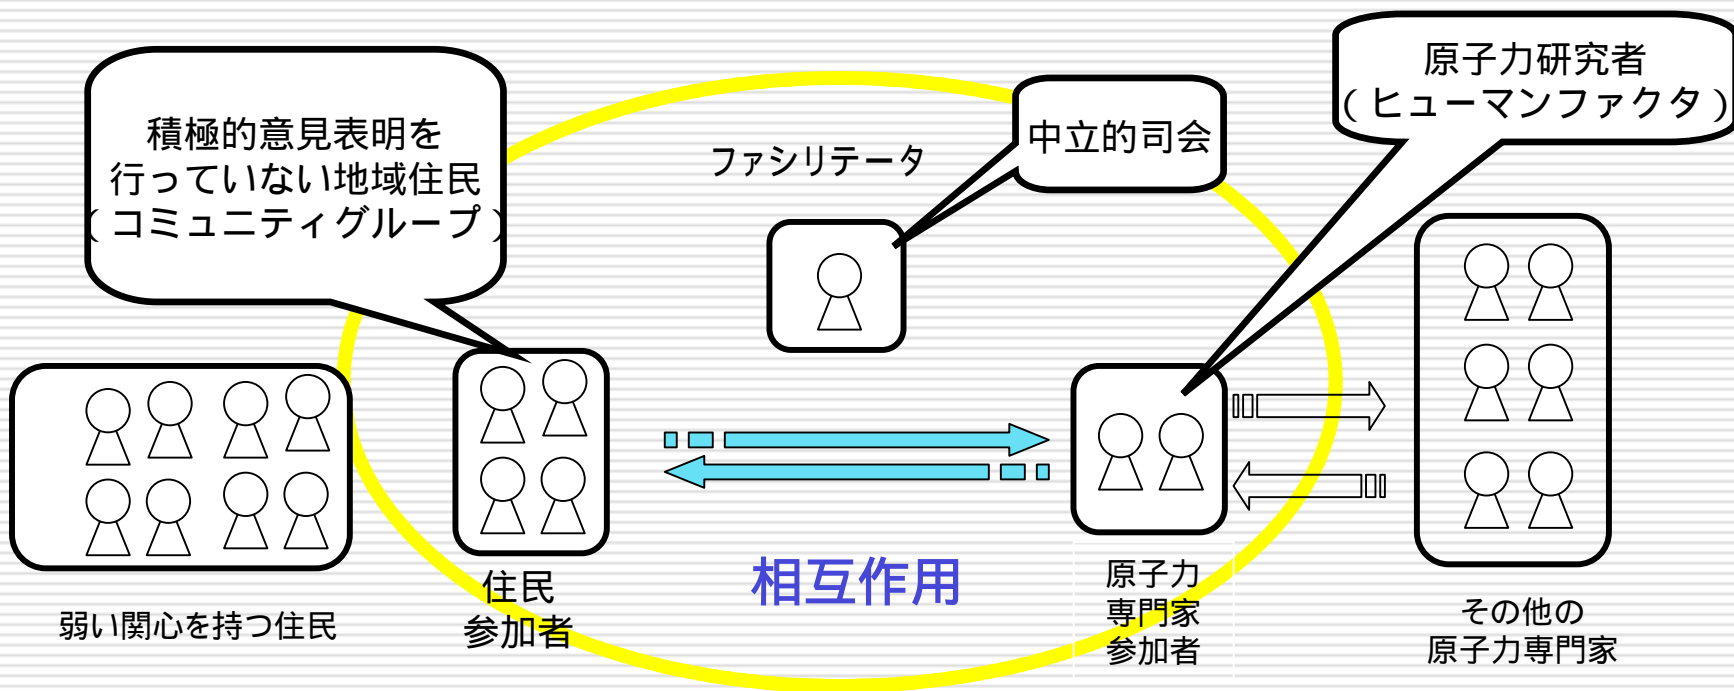 積極的意見表明を
行っていない地域住民
（コミュニティグループ）
ファシリテータ
中立的司会
原子力研究者
（ヒューマンファクタ）
弱い関心を持つ住民
住民
参加者
相互作用
原子力
専門家
参加者
その他の
原子力専門家